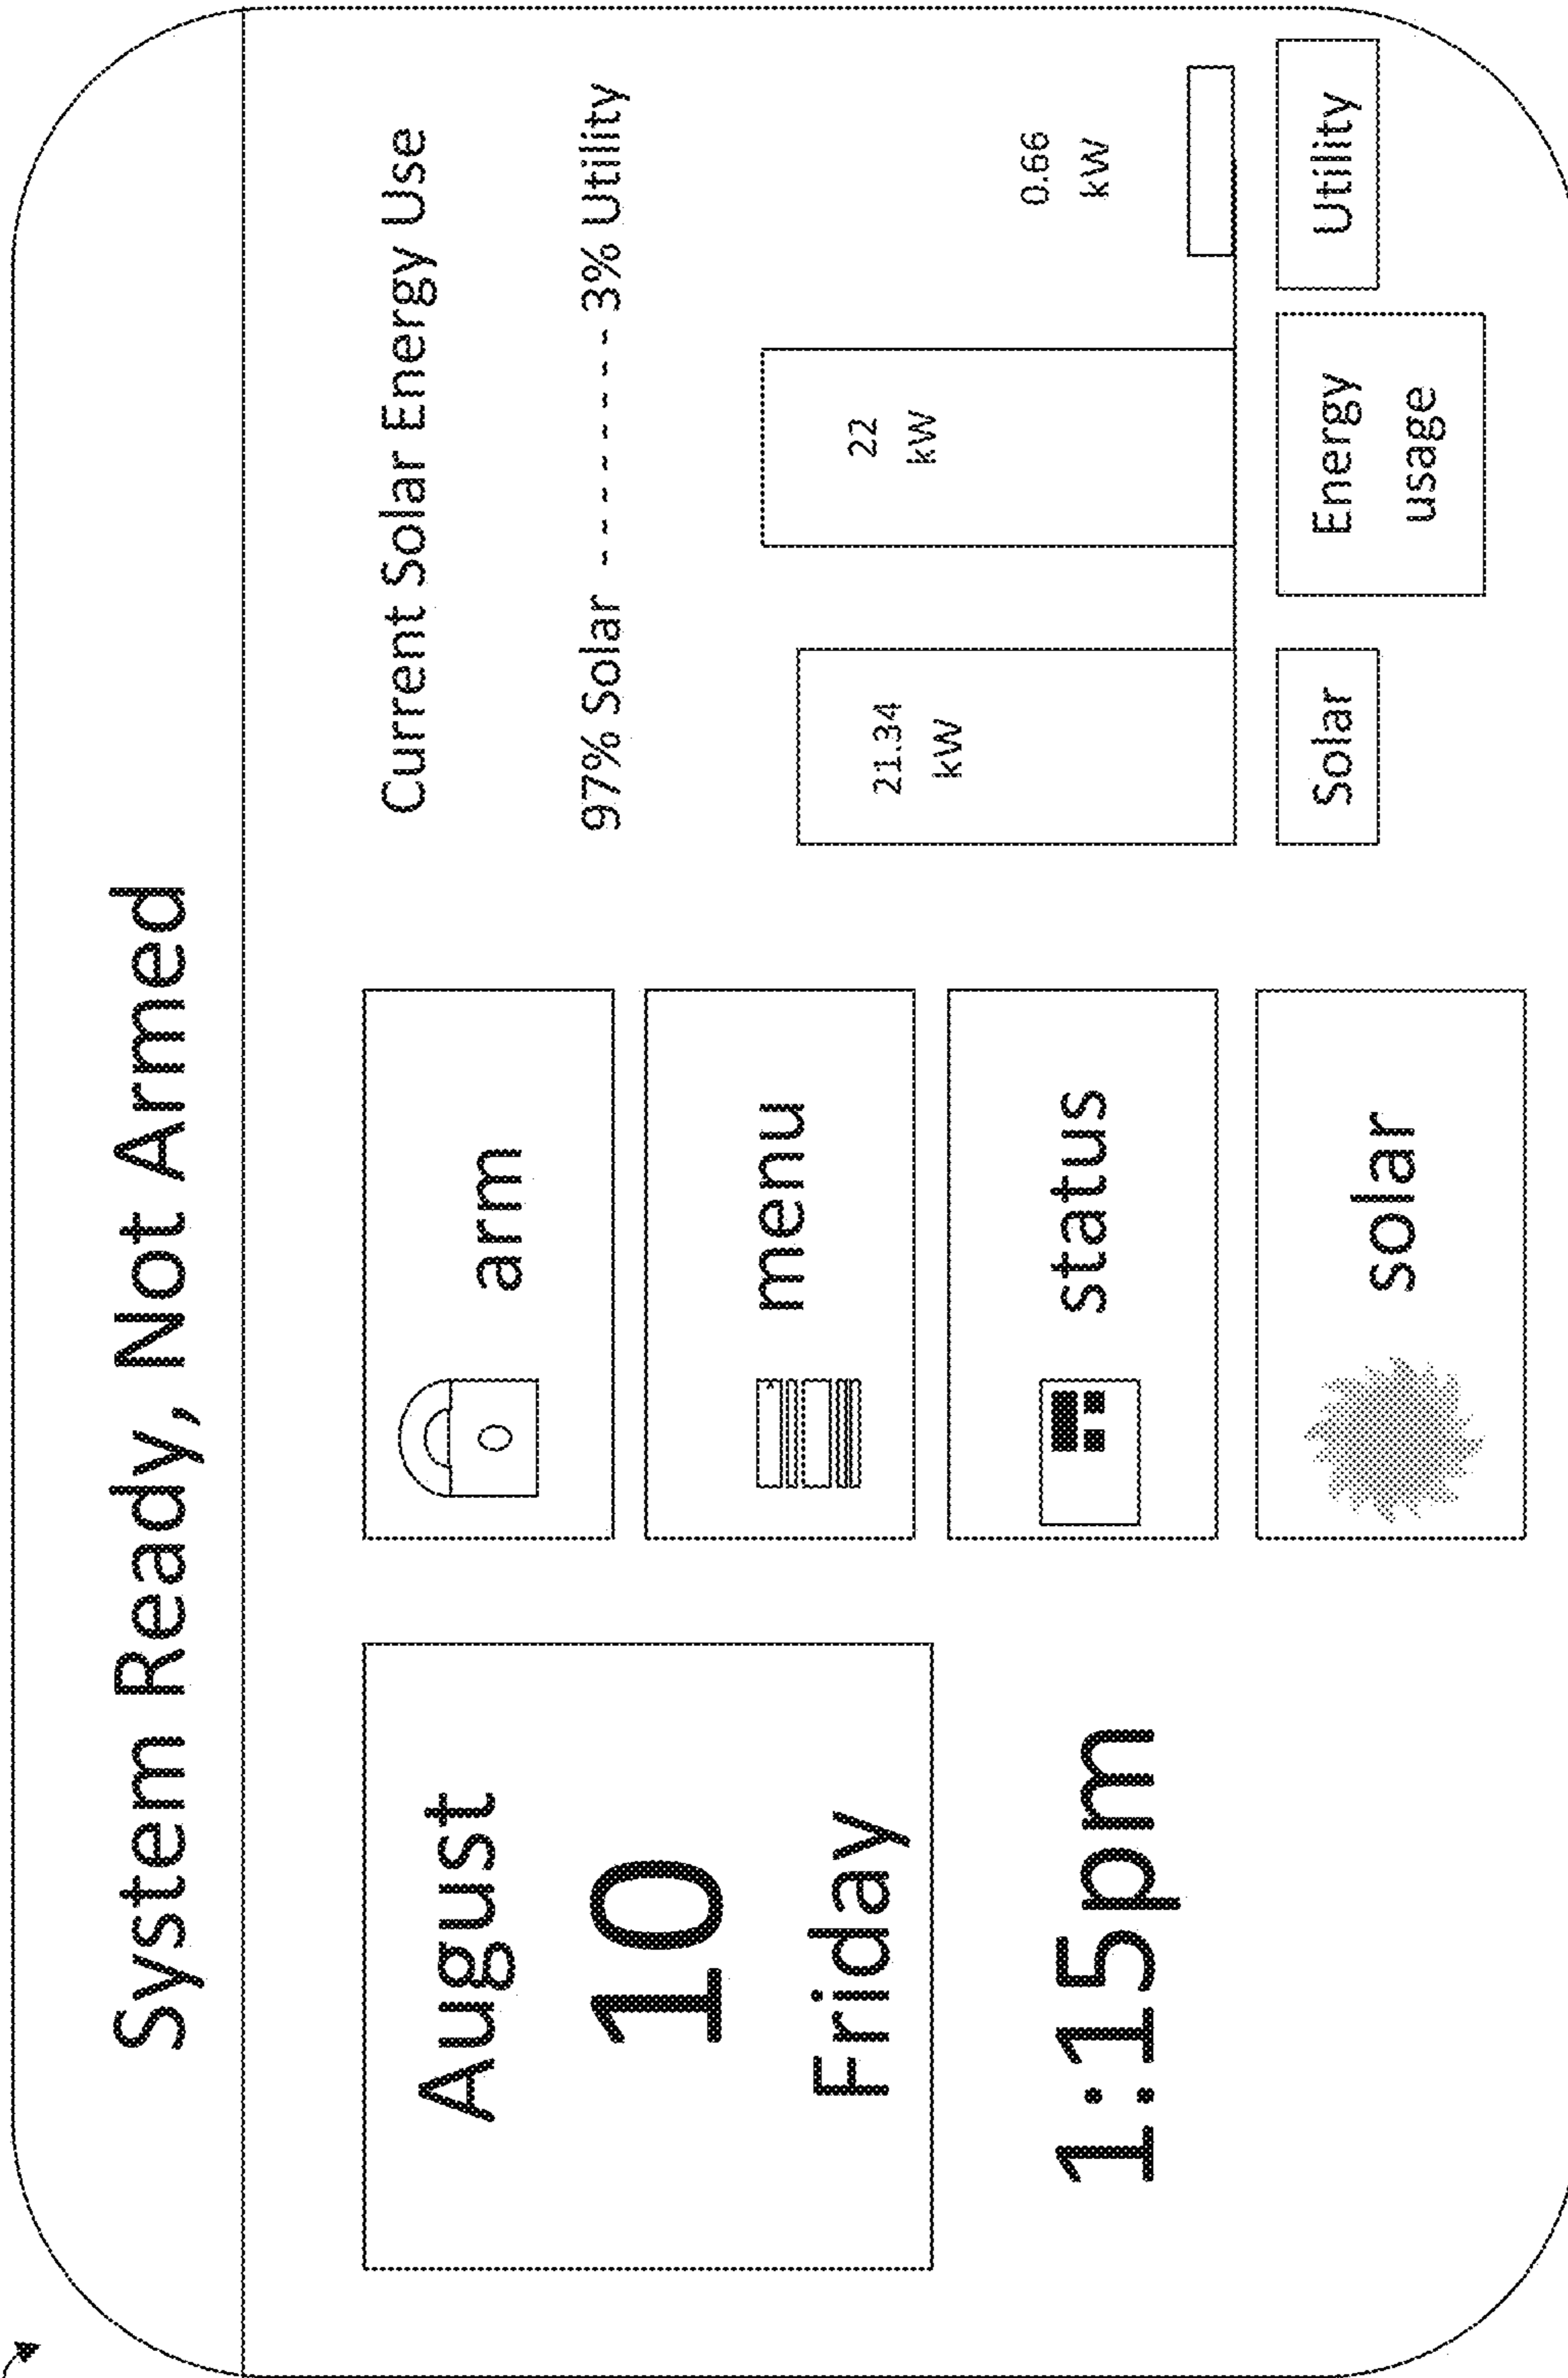 System Ready, Not Armed
August
10
Friday
1:15pm
arm
menu
status
solar
Current Solar Energy Use
97% Solar - - - - - - - 3% Utility
21.34
kW
22
kW
0.66
kW
Solar
Energy
usage
Utility